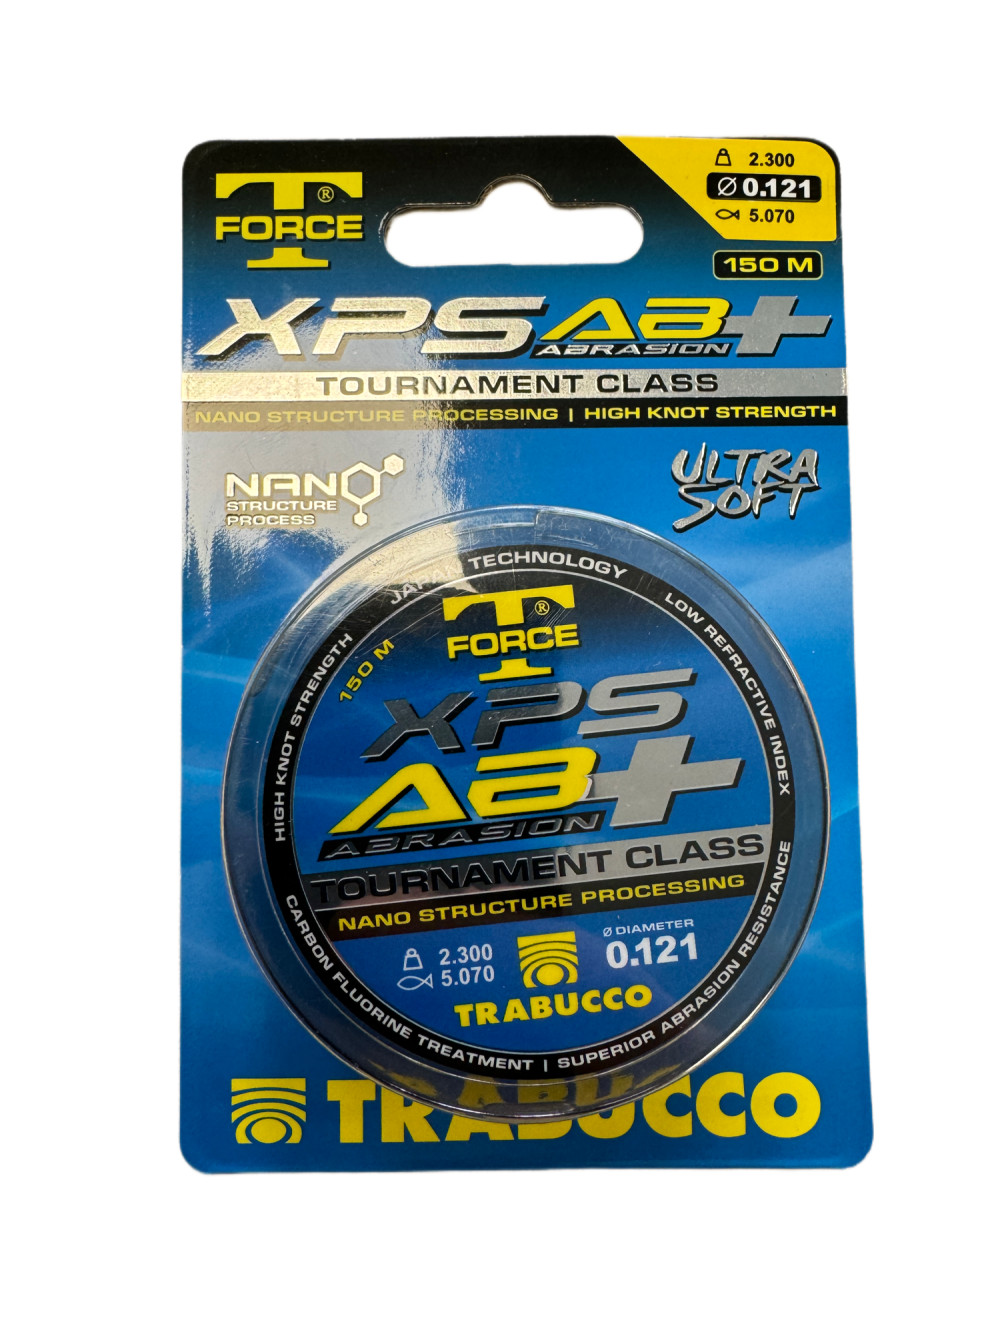 T®
FORCE
2.300
Ø 0.121
5.070
150 M
XPS AB+
ABRASION
TOURNAMENT CLASS
NANO STRUCTURE PROCESSING | HIGH KNOT STRENGTH
NANO
STRUCTURE
PROCESS
ULTRA
SOFT
JAPAN TECHNOLOGY
LOW REFRACTIVE INDEX
HIGH KNOT STRENGTH
150 M
T®
FORCE
XPS
AB+
ABRASION
TOURNAMENT CLASS
NANO STRUCTURE PROCESSING
2.300
5.070
Ø DIAMETER
0.121
TRABUCCO
CARBON FLUORINE TREATMENT | SUPERIOR ABRASION RESISTANCE
TRABUCCO